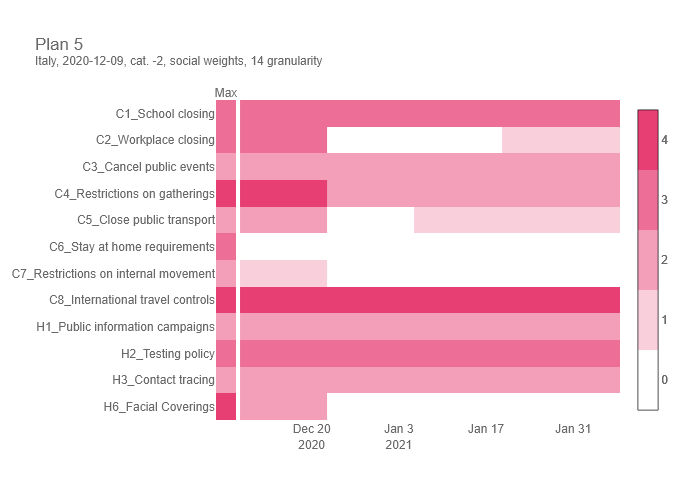 Plan 5
Italy, 2020-12-09, cat. -2, social weights, 14 granularity
Max
C1_School closing
C2_Workplace closing
C3_Cancel public events
C4_Restrictions on gatherings
C5_Close public transport
C6_Stay at home requirements
C7_Restrictions on internal movement
C8_International travel controls
H1_Public information campaigns
H2_Testing policy
H3_Contact tracing
H6_Facial Coverings
Dec 20 Jan 3 Jan 17 Jan 31
2020 2021
4
3
2
1
0